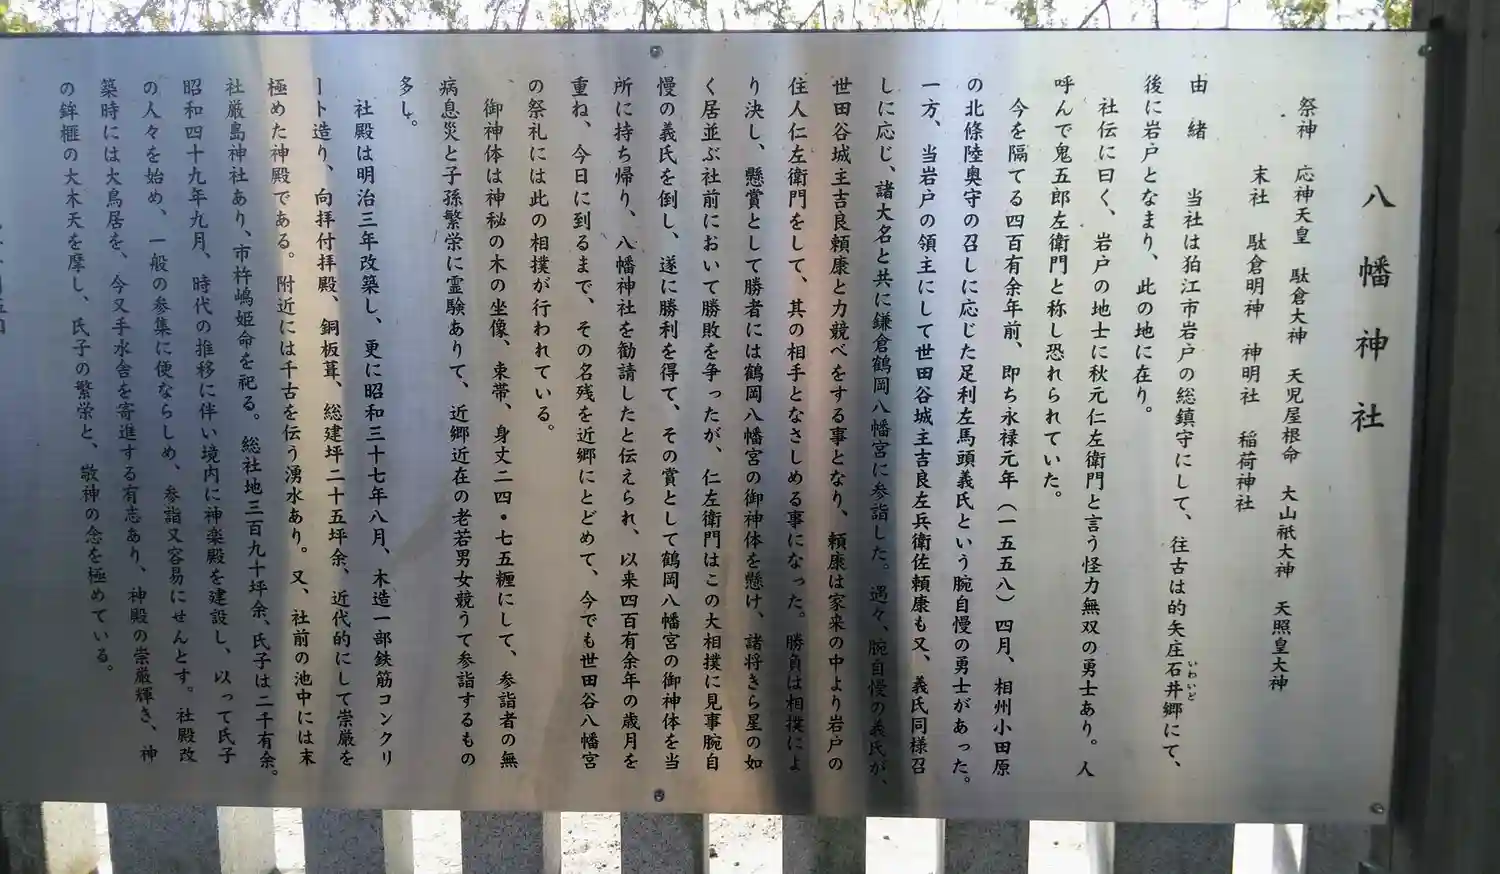 八幡神社
祭神　応神天皇　駄倉大神　天児屋根命　大山祇大神　天照皇大神
末社　駄倉明神　神明社　稲荷神社
由緒　当社は狛江市岩戸の総鎮守にして、往古は的矢庄石井郷にて、
いわいど
後に岩戸となまり、此の地に在り。
社伝に曰く、岩戸の地士に秋元仁左衛門と言う怪力無双の勇士あり。人
呼んで鬼五郎左衛門と称し恐れられていた。
今を隔てる四百有余年前、即ち永禄元年（一五五八）四月、相州小田原
の北條陸奥守の召しに応じた足利左馬頭義氏という腕自慢の勇士があった。
一方、当岩戸の領主にして世田谷城主吉良左兵衛佐頼康も又、義氏同様召
しに応じ、諸大名と共に鎌倉鶴岡八幡宮に参詣した。遇々、腕自慢の義氏が、
世田谷城主吉良頼康と力競べをする事となり、頼康は家来の中より岩戸の
住人仁左衛門をして、其の相手となさしめる事になった。勝負は相撲によ
り決し、懸賞として勝者には鶴岡八幡宮の御神体を懸け、諸将きら星の如
く居並ぶ社前において勝敗を争ったが、仁左衛門はこの大相撲に見事腕自
慢の義氏を倒し、遂に勝利を得て、その賞として鶴岡八幡宮の御神体を当
所に持ち帰り、八幡神社を勧請したと伝えられ、以来四百有余年の歳月を
重ね、今日に到るまで、その名残を近郷にとどめて、今でも世田谷八幡宮
の祭礼には此の相撲が行われている。
御神体は神秘の木の坐像、束帯、身丈二四・七五糎にして、参詣者の無
病息災と子孫繁栄に霊験ありて、近郷近在の老若男女競うて参詣するもの
多し。
社殿は明治三年改築し、更に昭和三十七年八月、木造一部鉄筋コンクリ
ート造り、向拝付拝殿、銅板葺、総建坪二十五坪余、近代的にして崇厳を
極めた神殿である。附近には千古を伝う湧水あり。又、社前の池中には末
社厳島神社あり、市杵嶋姫命を祀る。総社地三百九十坪余、氏子は二千有余。
昭和四十九年九月、時代の推移に伴い境内に神楽殿を建設し、以って氏子
の人々を始め、一般の参集に便ならしめ、参詣又容易にせんとす。社殿改
築時には大鳥居を、今又手水舎を寄進する有志あり、神殿の崇厳輝き、神
の鉾榧の大木天を摩し、氏子の繁栄と、敬神の念を極めている。